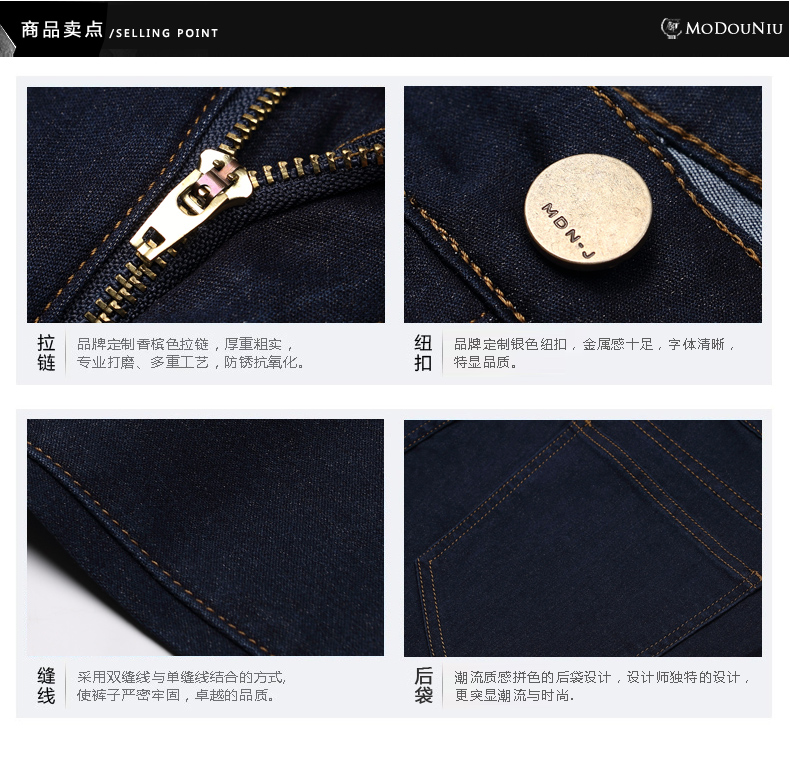 商品卖点 /SELLING POINT
MoDouNiu
MDN-J
拉链
品牌定制香槟色拉链，厚重粗实，
专业打磨、多重工艺，防锈抗氧化。
纽扣
品牌定制银色纽扣，金属感十足，字体清晰，
特显品质。
缝线
采用双缝线与单缝线结合的方式,
使裤子严密牢固，卓越的品质。
后袋
潮流质感拼色的后袋设计，设计师独特的设计，
更突显潮流与时尚.